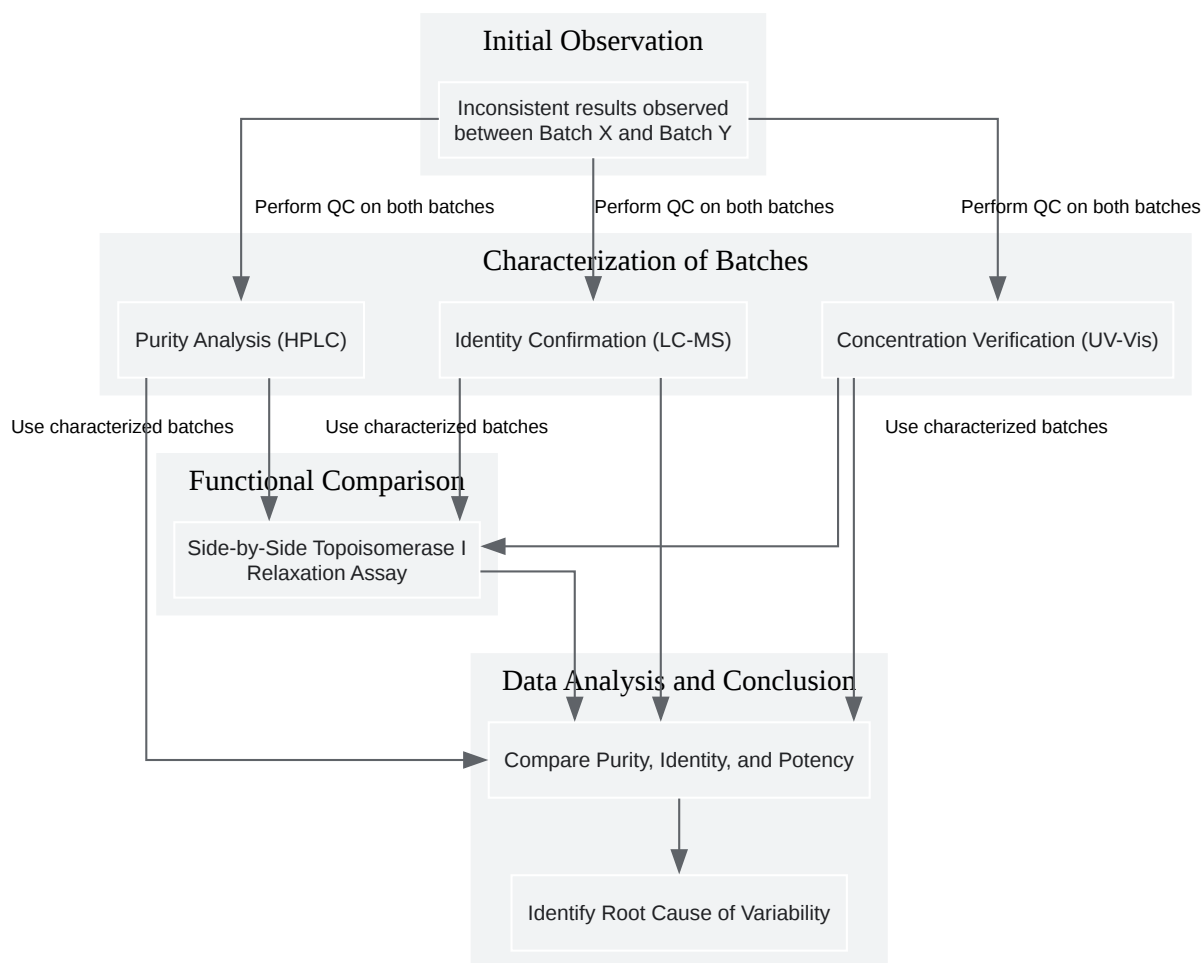 Initial Observation
Inconsistent results observed
between Batch X and Batch Y
Perform QC on both batches
Perform QC on both batches
Perform QC on both batches
Characterization of Batches
Purity Analysis (HPLC)
Identity Confirmation (LC-MS)
Concentration Verification (UV-Vis)
Use characterized batches
Use characterized batches
Use characterized batches
Functional Comparison
Side-by-Side Topoisomerase I
Relaxation Assay
Data Analysis and Conclusion
Compare Purity, Identity, and Potency
Identify Root Cause of Variability